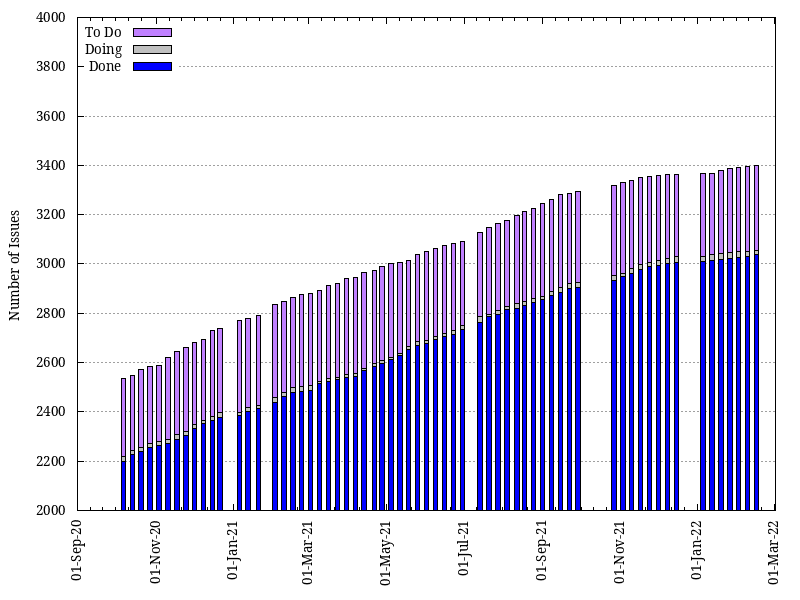 4000
3800
3600
3400
3200
3000
2800
2600
2400
2200
2000
Number of Issues
To Do
Doing
Done
01-Sep-20
01-Nov-20
01-Jan-21
01-Mar-21
01-May-21
01-Jul-21
01-Sep-21
01-Nov-21
01-Jan-22
01-Mar-22